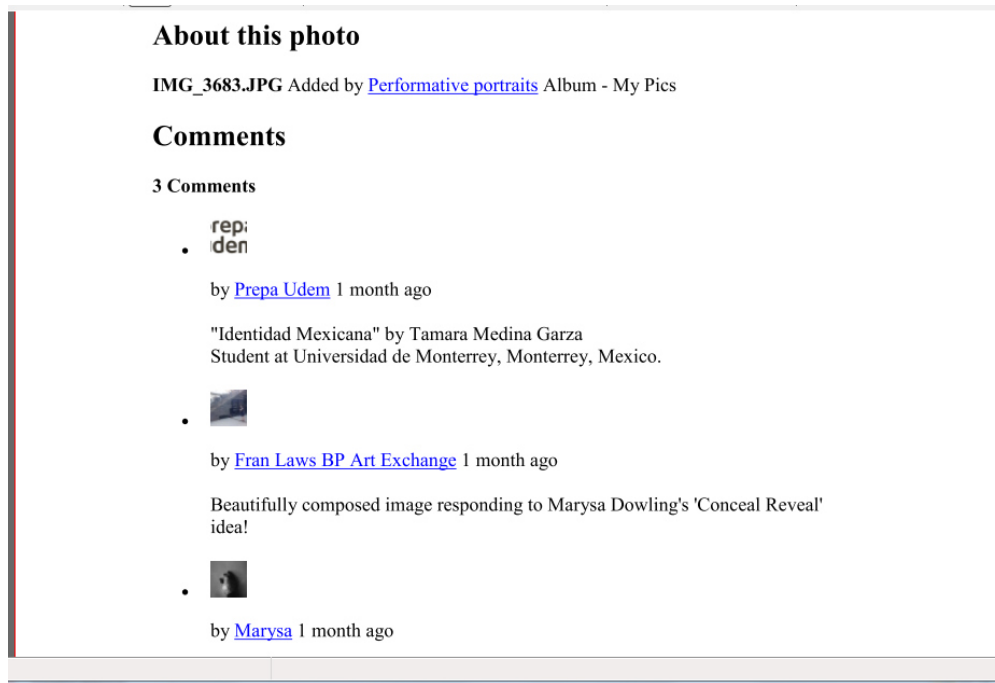 About this photo
IMG_3683.JPG Added by Performative portraits Album - My Pics
Comments
3 Comments
by Prepa Udem 1 month ago
"Identidad Mexicana" by Tamara Medina Garza
Student at Universidad de Monterrey, Monterrey, Mexico.
by Fran Laws BP Art Exchange 1 month ago
Beautifully composed image responding to Marysa Dowling's 'Conceal Reveal'
idea!
by Marysa 1 month ago